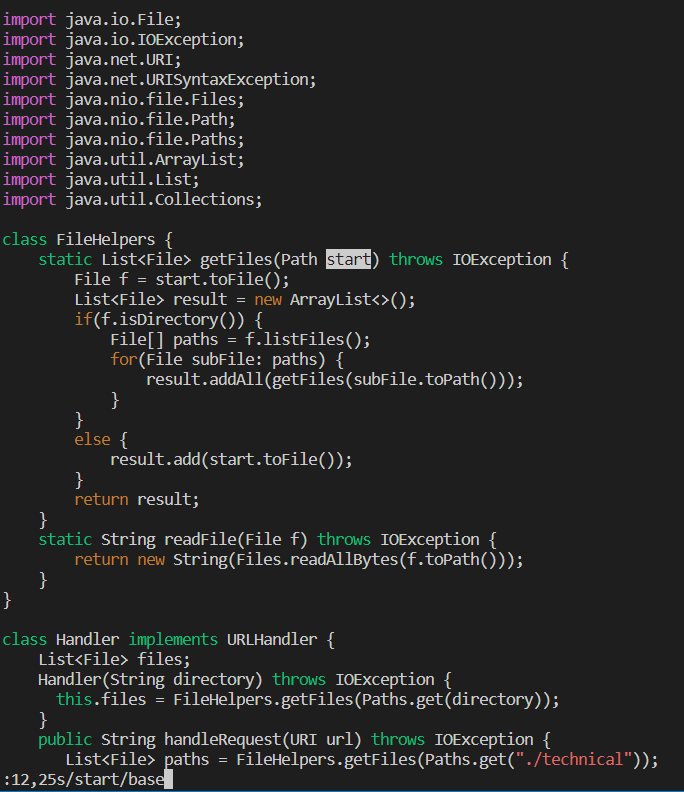 import java.io.File;
import java.io.IOException;
import java.net.URI;
import java.net.URISyntaxException;
import java.nio.file.Files;
import java.nio.file.Path;
import java.nio.file.Paths;
import java.util.ArrayList;
import java.util.List;
import java.util.Collections;

class FileHelpers {
    static List<File> getFiles(Path start) throws IOException {
        File f = start.toFile();
        List<File> result = new ArrayList<>();
        if(f.isDirectory()) {
            File[] paths = f.listFiles();
            for(File subFile: paths) {
                result.addAll(getFiles(subFile.toPath()));
            }
        }
        else {
            result.add(start.toFile());
        }
        return result;
    }
    static String readFile(File f) throws IOException {
        return new String(Files.readAllBytes(f.toPath()));
    }
}

class Handler implements URLHandler {
    List<File> files;
    Handler(String directory) throws IOException {
      this.files = FileHelpers.getFiles(Paths.get(directory));
    }
    public String handleRequest(URI url) throws IOException {
       List<File> paths = FileHelpers.getFiles(Paths.get("./technical"));
:12,25s/start/base